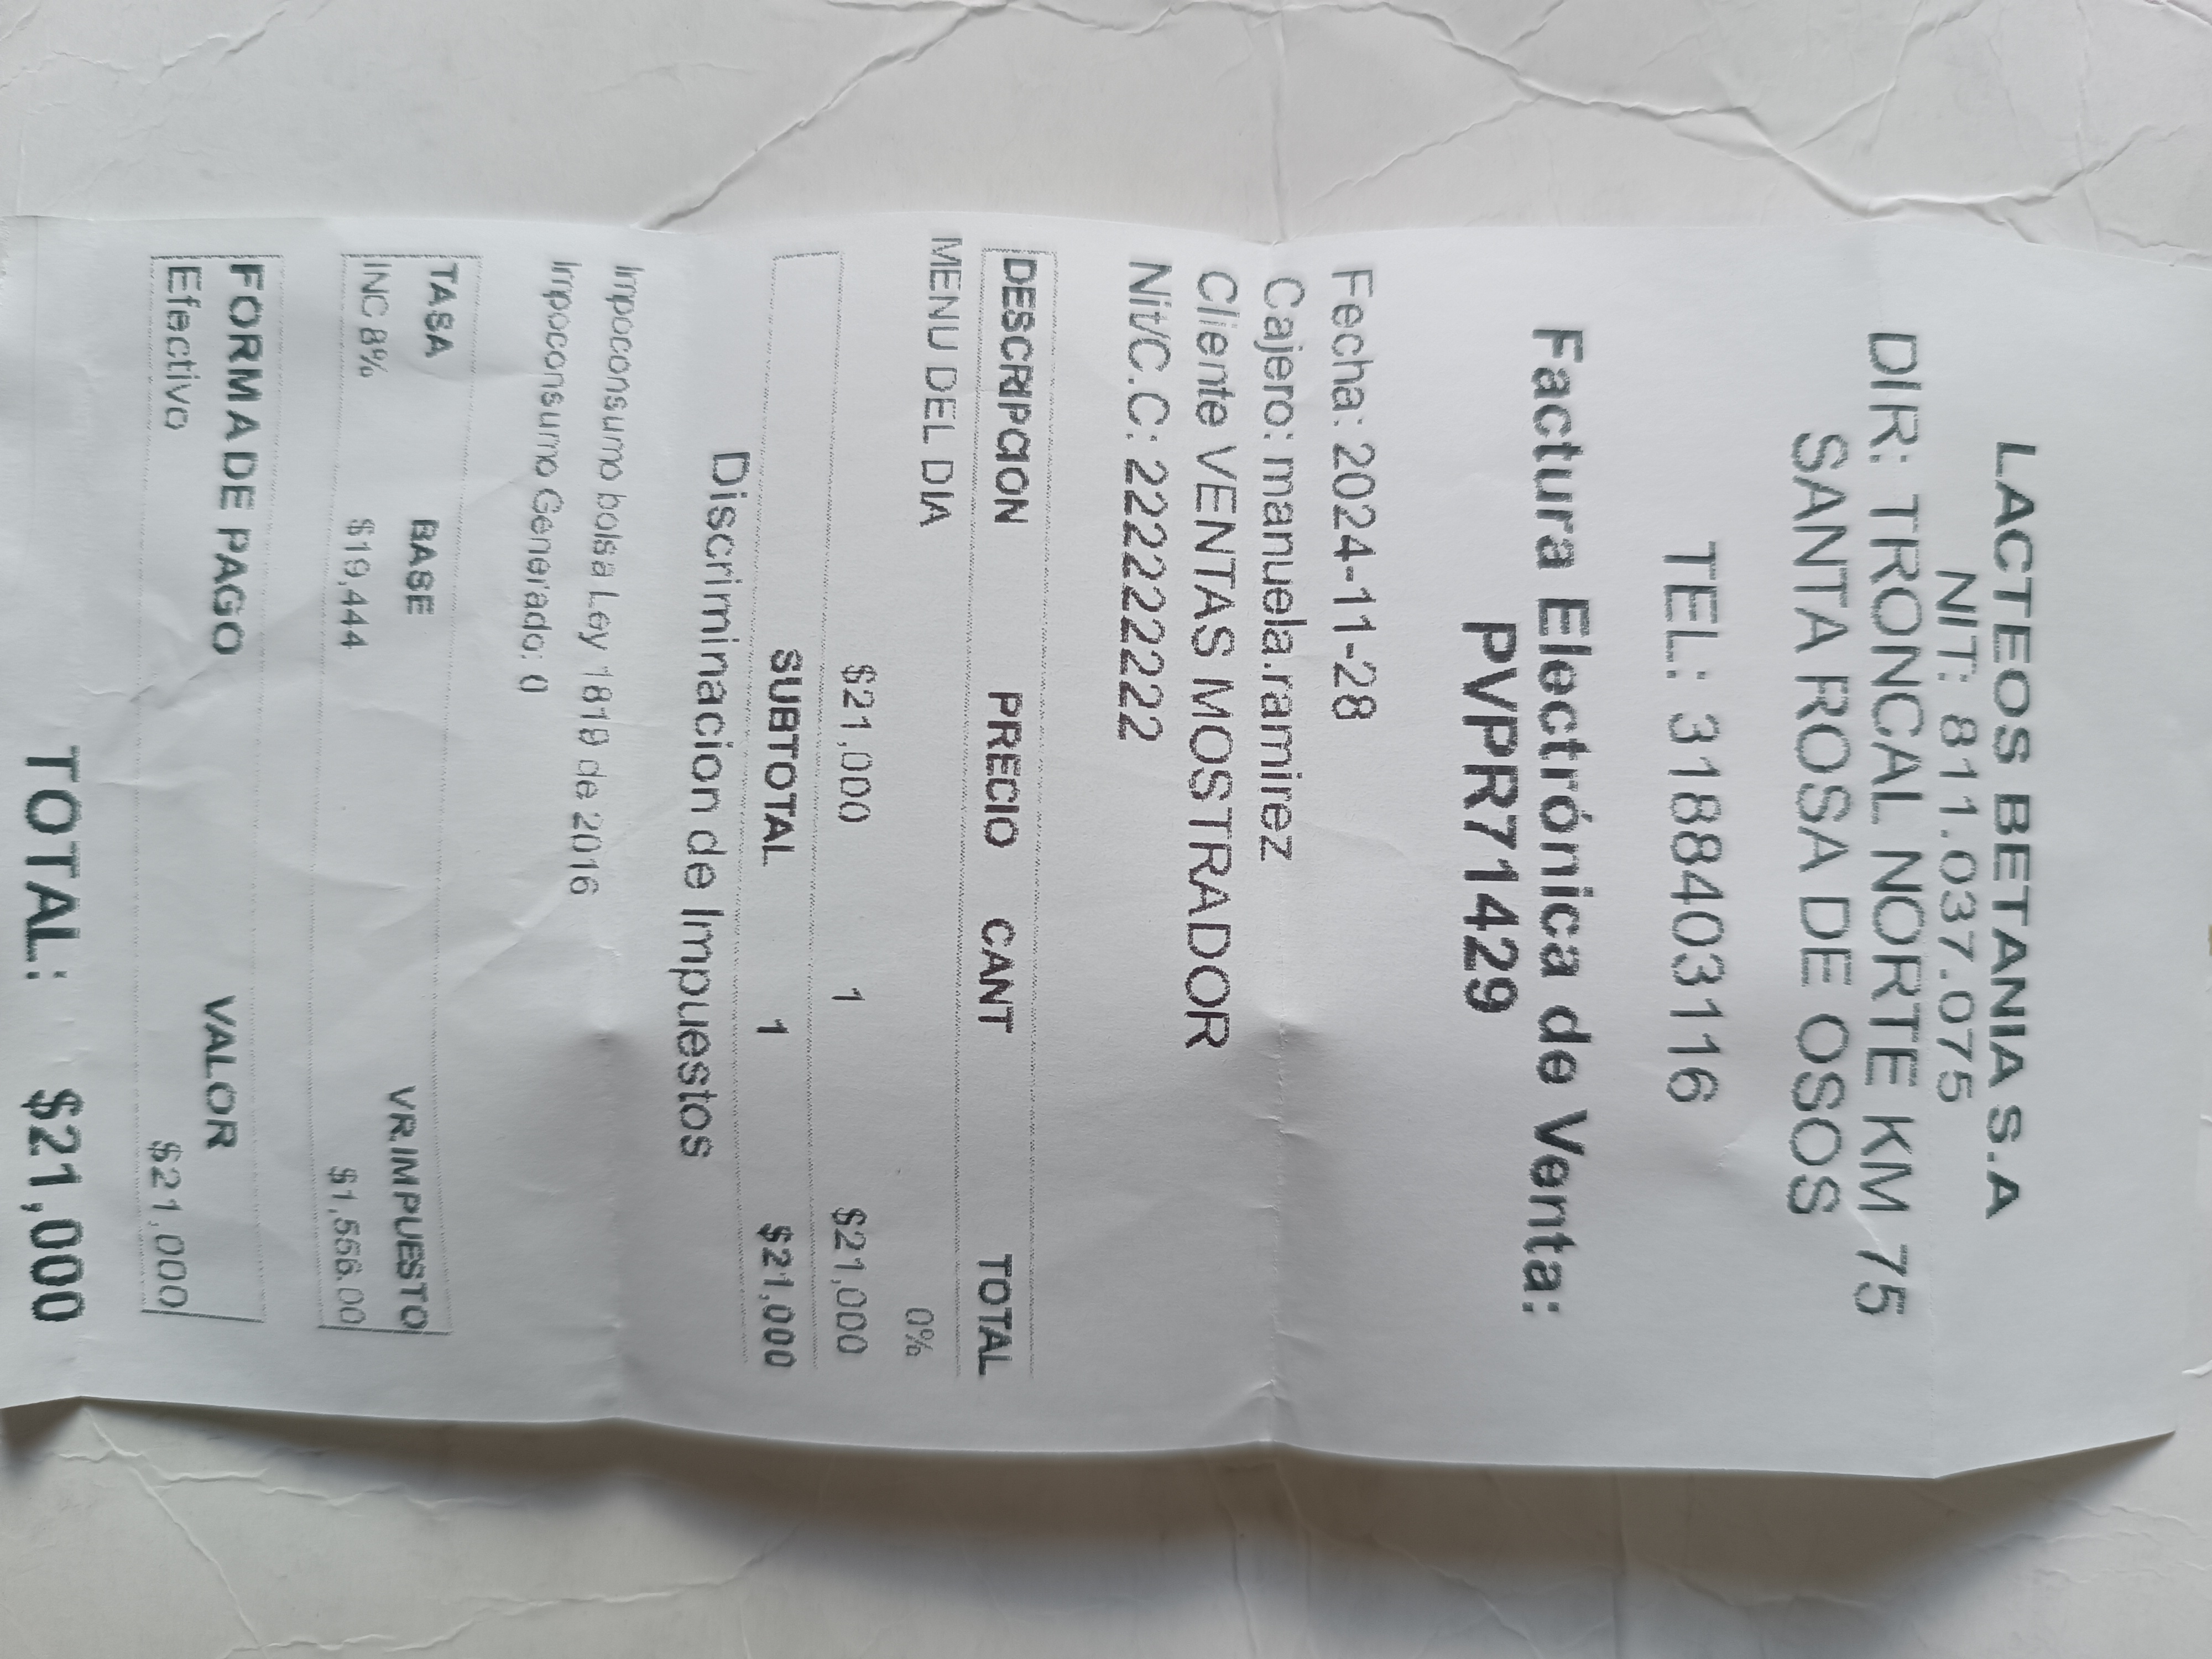 LACTEOS BETANIA S.A
NIT: 811.037.075
DIR: TRONCAL NORTE KM 75
SANTA ROSA DE OSOS
TEL: 3188403116
Factura Electrónica de Venta:
PVPR71429
Fecha: 2024-11-28
Cajero: manuela.ramirez
Cliente VENTAS MOSTRADOR
Nit/C.C: 222222222222
DESCRIPCION PRECIO CANT TOTAL
MENU DEL DIA 0%
$21,000 1 $21,000
SUBTOTAL 1 $21,000
Discriminacion de Impuestos
Impoconsumo bolsa Ley 1819 de 2016
Impoconsumo Generado: 0
TASA BASE VR.IMPUESTO
INC 8% $19,444 $1,556.00
FORMA DE PAGO VALOR
Efectivo $21,000
TOTAL: $21,000